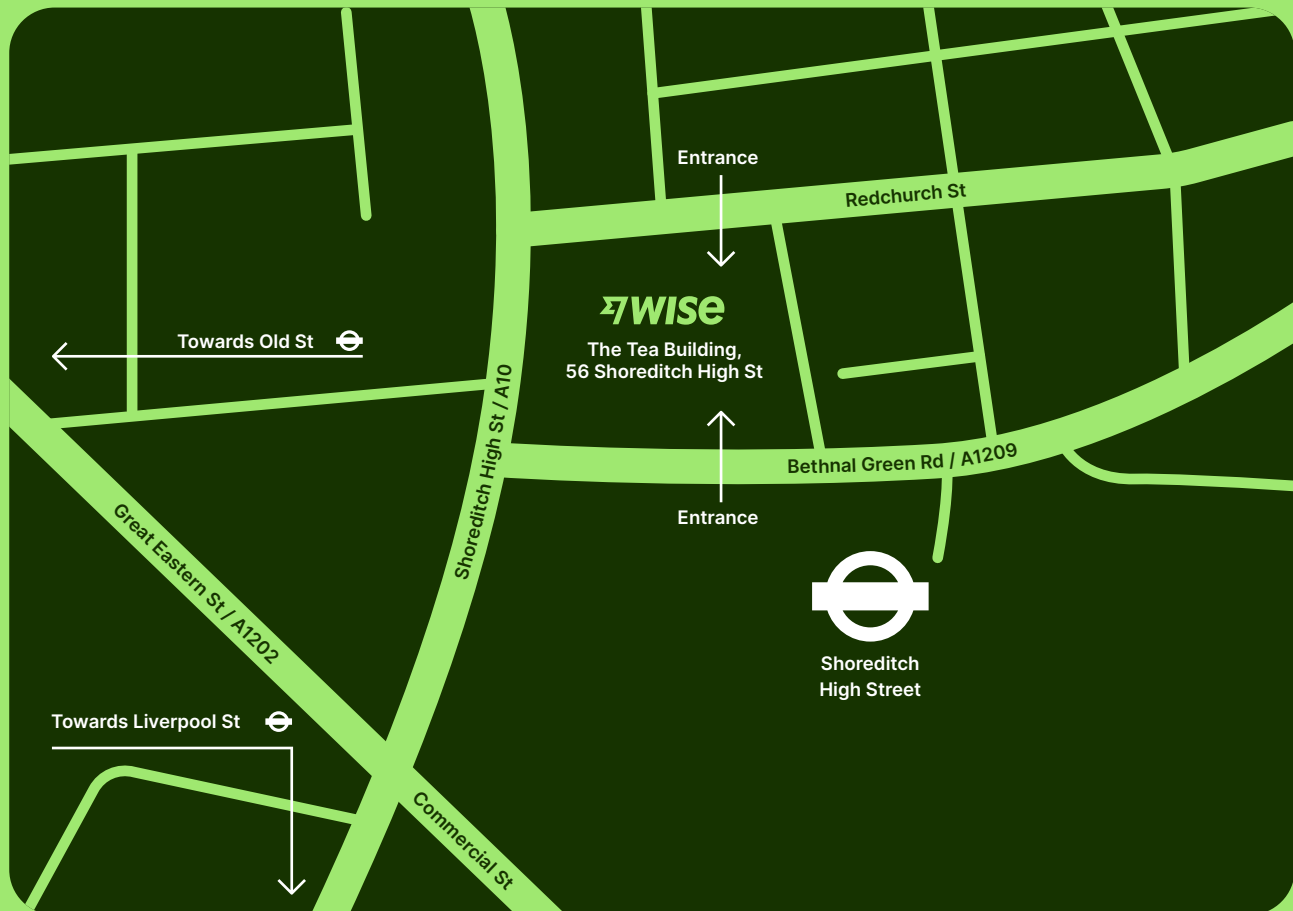 Entrance
Redchurch St
wise
The Tea Building,
56 Shoreditch High St
Towards Old St
Shoreditch High St / A10
Bethnal Green Rd / A1209
Entrance
Great Eastern St / A1202
Shoreditch
High Street
Towards Liverpool St
Commercial St